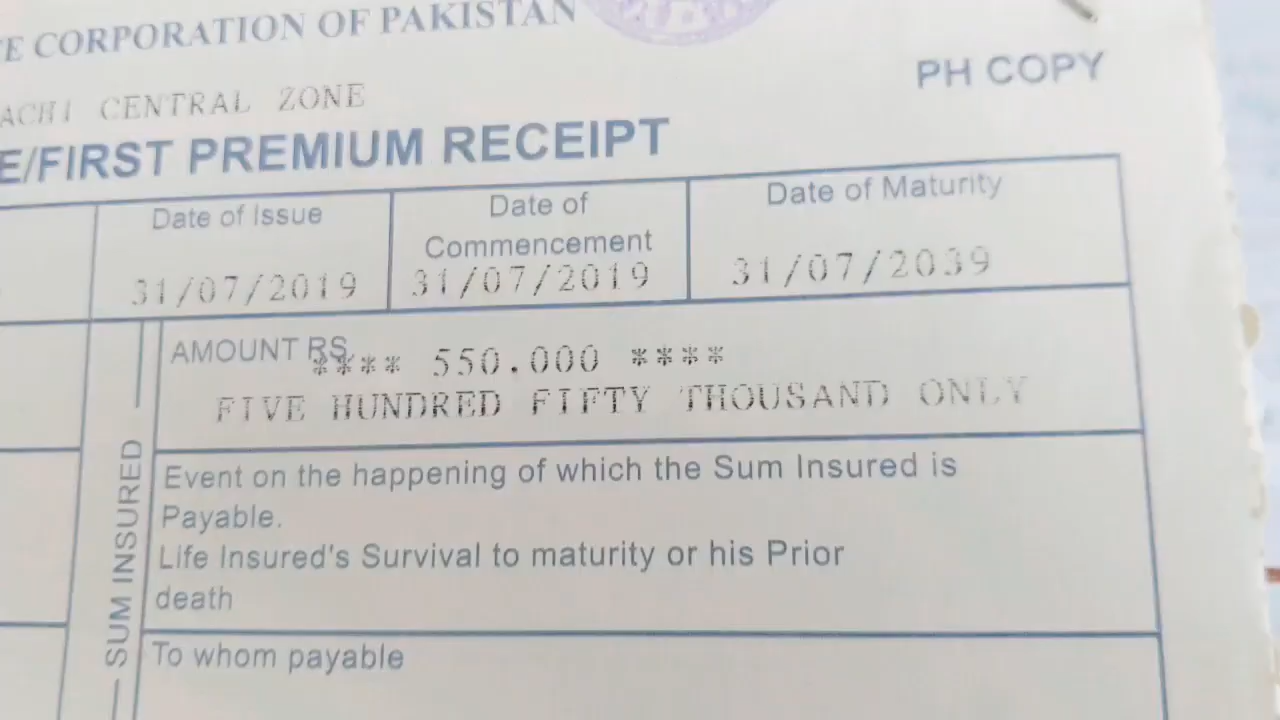 E CORPORATION OF PAKISTAN
ACHI CENTRAL ZONE
PH COPY
E/FIRST PREMIUM RECEIPT
Date of Issue
31/07/2019
Date of
Commencement
31/07/2019
Date of Maturity
31/07/2039
SUM INSURED
AMOUNT RS.
**** 550.000 ****
FIVE HUNDRED FIFTY THOUSAND ONLY
Event on the happening of which the Sum Insured is
Payable.
Life Insured's Survival to maturity or his Prior
death
To whom payable